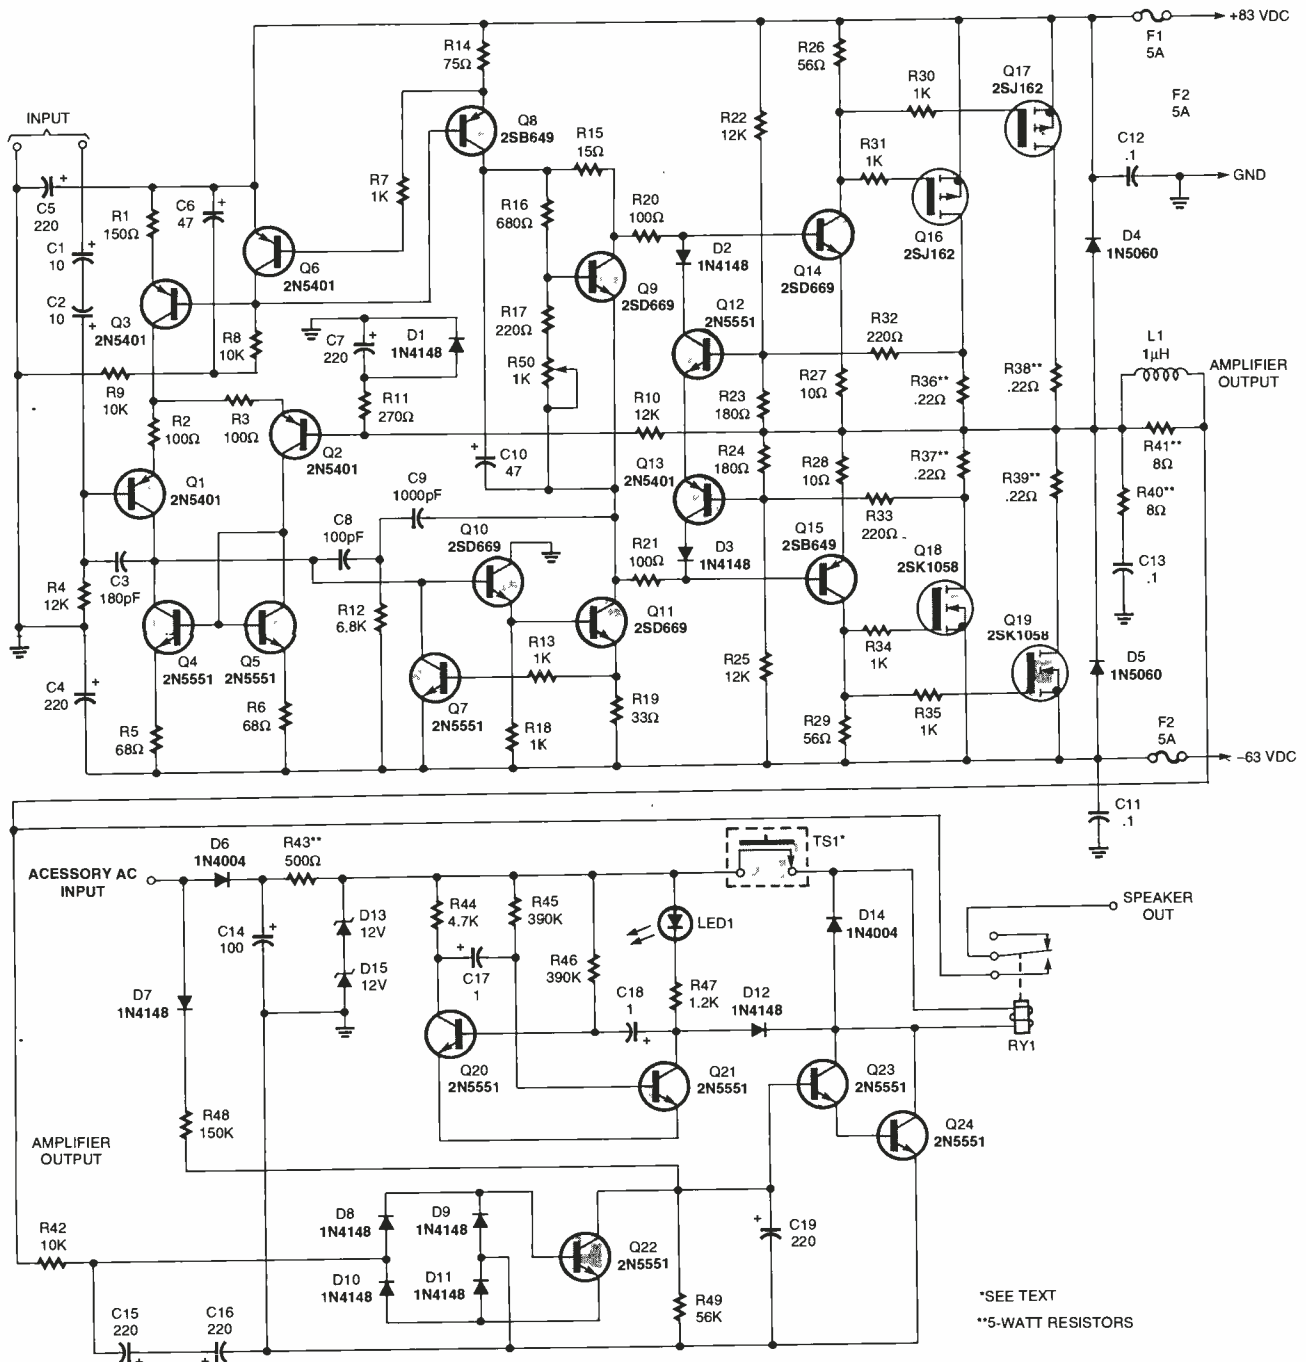 +83 VDC
F1
5A
R14
75Ω
R26
56Ω
R30
1K
Q17
2SJ162
F2
5A
INPUT
Q8
2SB649
R15
15Ω
R22
12K
R31
1K
C12
.1
GND
C5
220
R1
150Ω
C6
47
R7
1K
R16
680Ω
R20
100Ω
Q16
2SJ162
C1
10
Q6
2N5401
D2
1N4148
Q14
2SD669
D4
1N5060
C2
10
Q3
2N5401
Q9
2SD669
Q12
2N5551
R8
10K
C7
220
D1
1N4148
R17
220Ω
R32
220Ω
L1
1µH
AMPLIFIER
OUTPUT
R50
1K
R9
10K
R11
270Ω
R10
12K
R23
180Ω
R27
10Ω
R36**
.22Ω
R38**
.22Ω
R2
100Ω
R3
100Ω
Q2
2N5401
R41**
8Ω
Q1
2N5401
C10
47
Q13
2N5401
R24
180Ω
R28
10Ω
R37**
.22Ω
R39**
.22Ω
R40**
8Ω
C9
1000pF
C8
100pF
Q10
2SD669
R33
220Ω
Q15
2SB649
Q18
2SK1058
R21
100Ω
D3
1N4148
C13
.1
R4
12K
C3
180pF
R12
6.8K
Q11
2SD669
Q19
2SK1058
Q4
2N5551
Q5
2N5551
R13
1K
R34
1K
R25
12K
D5
1N5060
C4
220
Q7
2N5551
R19
33Ω
R35
1K
R5
68Ω
R6
68Ω
R18
1K
R29
56Ω
F2
5A
−63 VDC
C11
.1
D6
1N4004
R43**
500Ω
TS1*
ACESSORY AC
INPUT
D13
12V
R44
4.7K
R45
390K
LED1
D14
1N4004
SPEAKER
OUT
C14
100
R46
390K
D15
12V
C17
1
R47
1.2K
D7
1N4148
C18
1
D12
1N4148
RY1
Q20
2N5551
Q21
2N5551
Q23
2N5551
R48
150K
Q24
2N5551
AMPLIFIER
OUTPUT
R42
10K
D8
1N4148
D9
1N4148
Q22
2N5551
C19
220
D10
1N4148
D11
1N4148
R49
56K
*SEE TEXT
**5-WATT RESISTORS
C15
220
C16
220